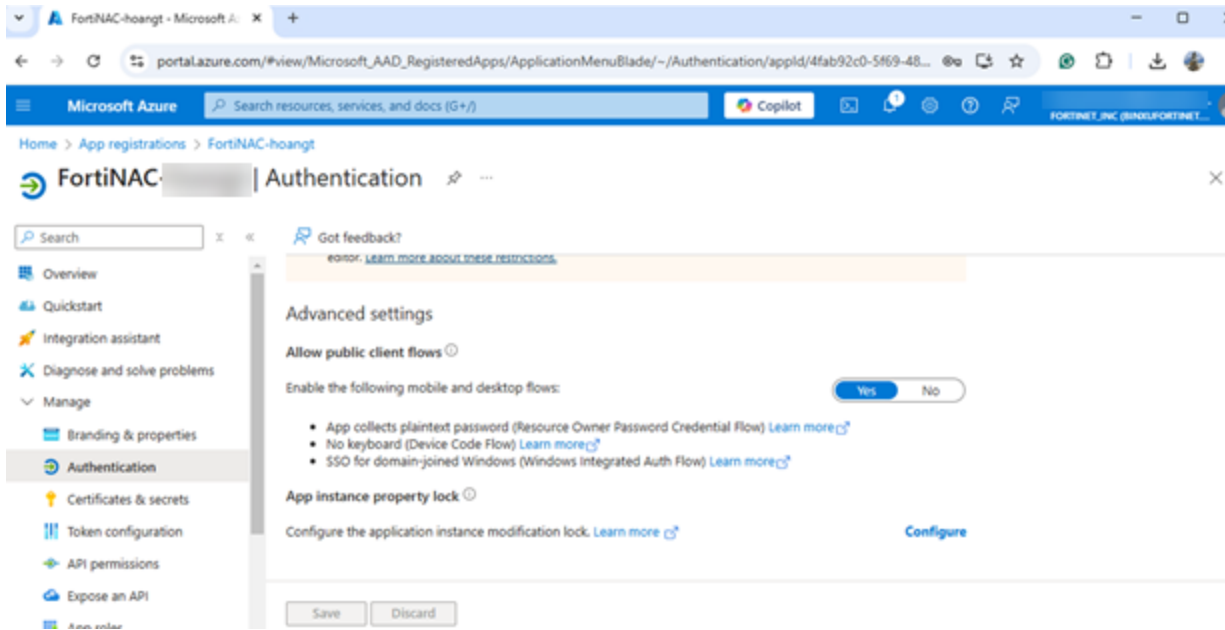 FortiNAC-hoangt - Microsoft A
portal.azure.com/#view/Microsoft_AAD_RegisteredApps/ApplicationMenuBlade/~/Authentication/appId/4fab92c0-5f69-48...
Microsoft Azure
Search resources, services, and docs (G+/)
Copilot
1
FORTINET_INC (BINXUFORTINET....
Home > App registrations > FortiNAC-hoangt
FortiNAC- | Authentication
Search
Got feedback?
editor. Learn more about these restrictions.
Overview
Quickstart
Integration assistant
Diagnose and solve problems
Manage
Branding & properties
Authentication
Certificates & secrets
Token configuration
API permissions
Expose an API
App roles
Advanced settings
Allow public client flows
Enable the following mobile and desktop flows:
Yes
No
• App collects plaintext password (Resource Owner Password Credential Flow) Learn more
• No keyboard (Device Code Flow) Learn more
• SSO for domain-joined Windows (Windows Integrated Auth Flow) Learn more
App instance property lock
Configure the application instance modification lock. Learn more
Configure
Save
Discard